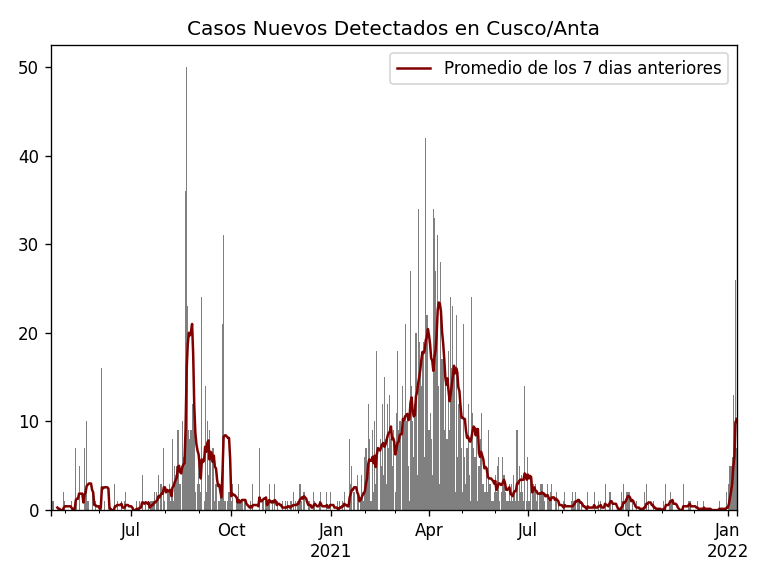 Casos Nuevos Detectados en Cusco/Anta
Promedio de los 7 dias anteriores
50
40
30
20
10
0
Jul
Oct
Jan
2021
Apr
Jul
Oct
Jan
2022